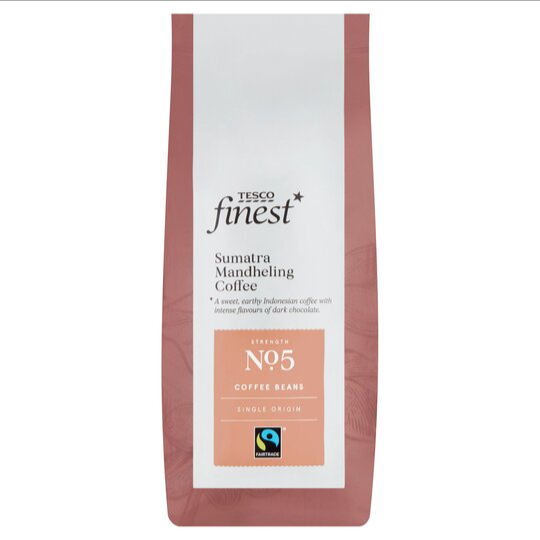 TESCO
finest*
Sumatra
Mandheling
Coffee
*A sweet, earthy Indonesian coffee with
intense flavours of dark chocolate.
STRENGTH
Nº5
COFFEE BEANS
SINGLE ORIGIN
FAIRTRADE